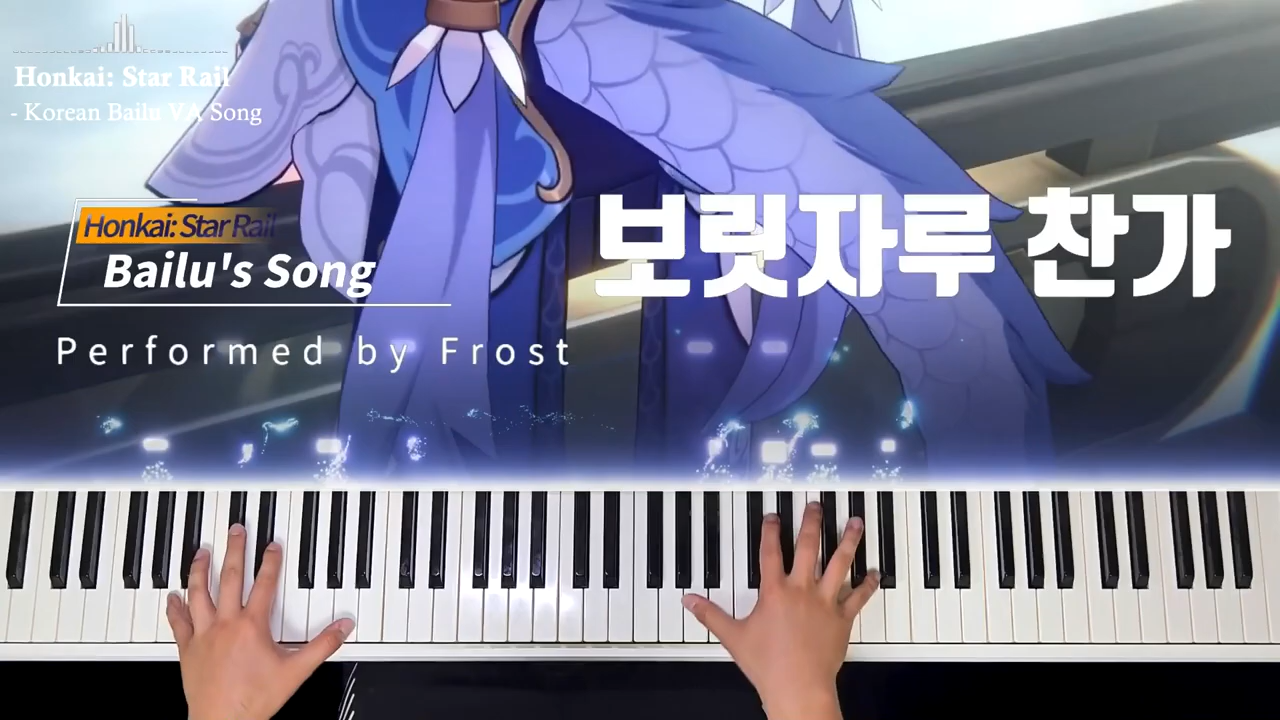 Honkai: Star Rail
- Korean Bailu VA Song
Honkai: Star Rail
Bailu's Song
보릿자루 찬가
Performed by Frost